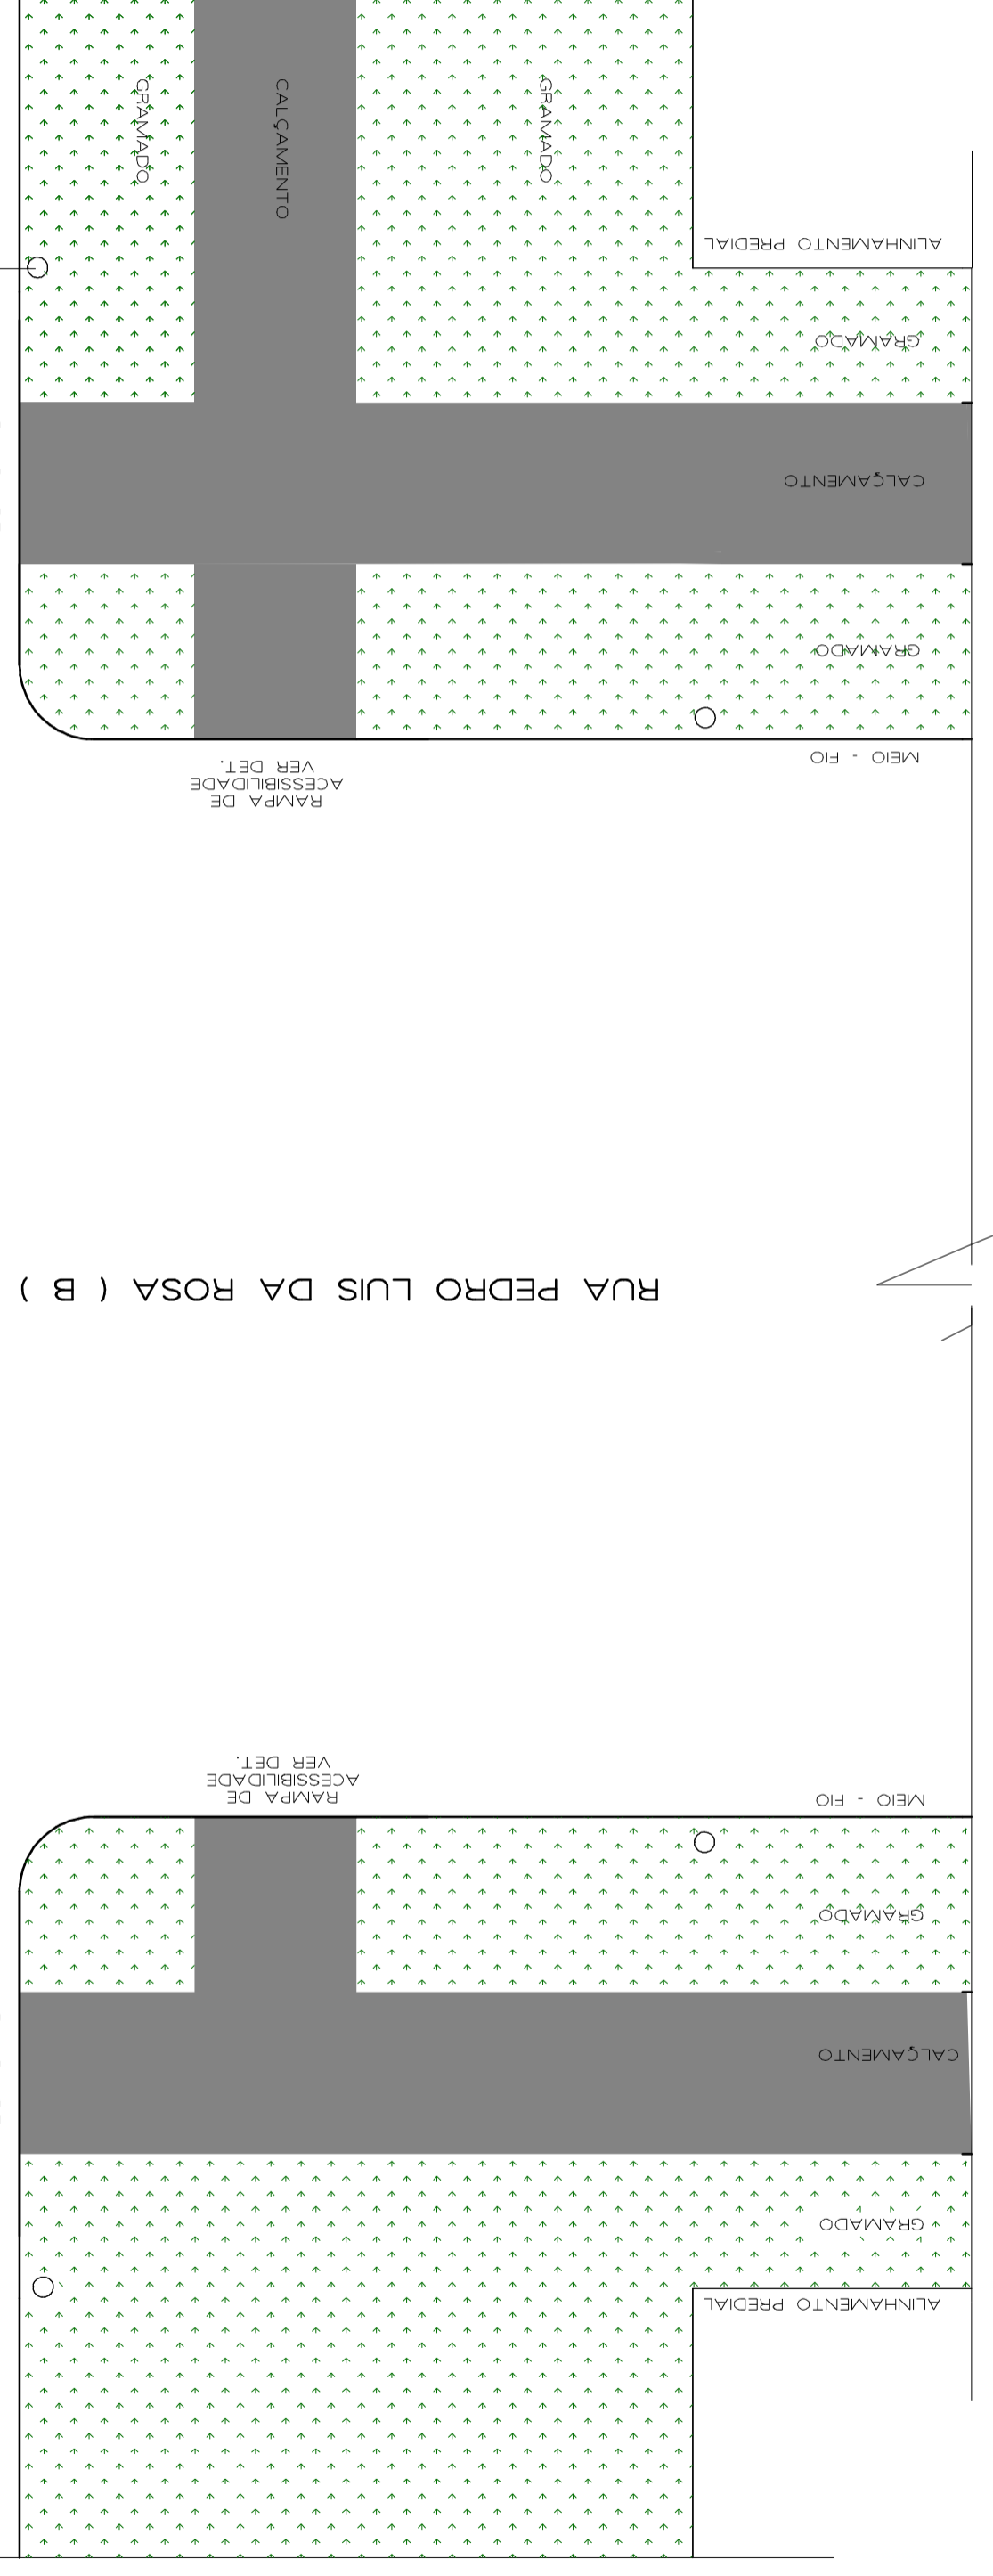 GRAMADO
CALÇAMENTO
GRAMADO
ALINHAMENTO PREDIAL
GRAMADO
CALÇAMENTO
GRAMADO
MEIO - FIO
RAMPA DE
ACESSIBILIDADE
VER DET.
RUA PEDRO LUIS DA ROSA ( B )
RAMPA DE
ACESSIBILIDADE
VER DET.
MEIO - FIO
GRAMADO
CALÇAMENTO
GRAMADO
ALINHAMENTO PREDIAL